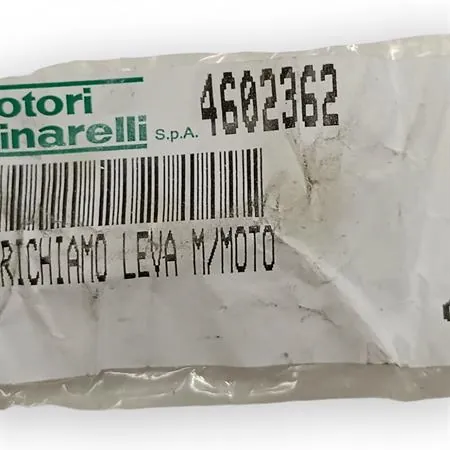 otori
inarelli S.p.A. 4602362
RICHIAMO LEVA M/MOTO